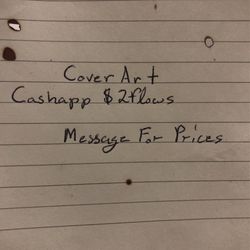 Cover Art
Cashapp $2flows
Message For Prices